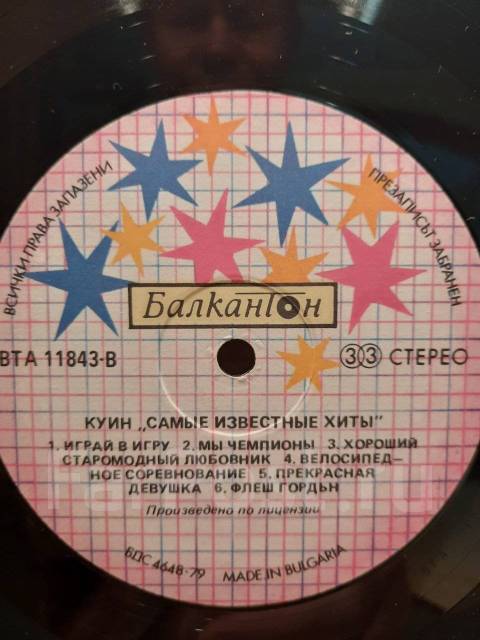 ВСИЧКИ ПРАВА ЗАПАЗЕНИ
ПРЕЗАПИСЪТ ЗАБРАНЕН
Балкантон
ВТА 11843-В
33 СТЕРЕО
КУИН „САМЫЕ ИЗВЕСТНЫЕ ХИТЫ"
1. ИГРАЙ В ИГРУ 2. МЫ ЧЕМПИОНЫ 3. ХОРОШИЙ
СТАРОМОДНЫЙ ЛЮБОВНИК 4. ВЕЛОСИПЕД-
НОЕ СОРЕВНОВАНИЕ 5. ПРЕКРАСНАЯ
ДЕВУШКА 6. ФЛЕШ ГОРДЬН
Произведено по лицензии
БДС 4648-79 MADE IN BULGARIA